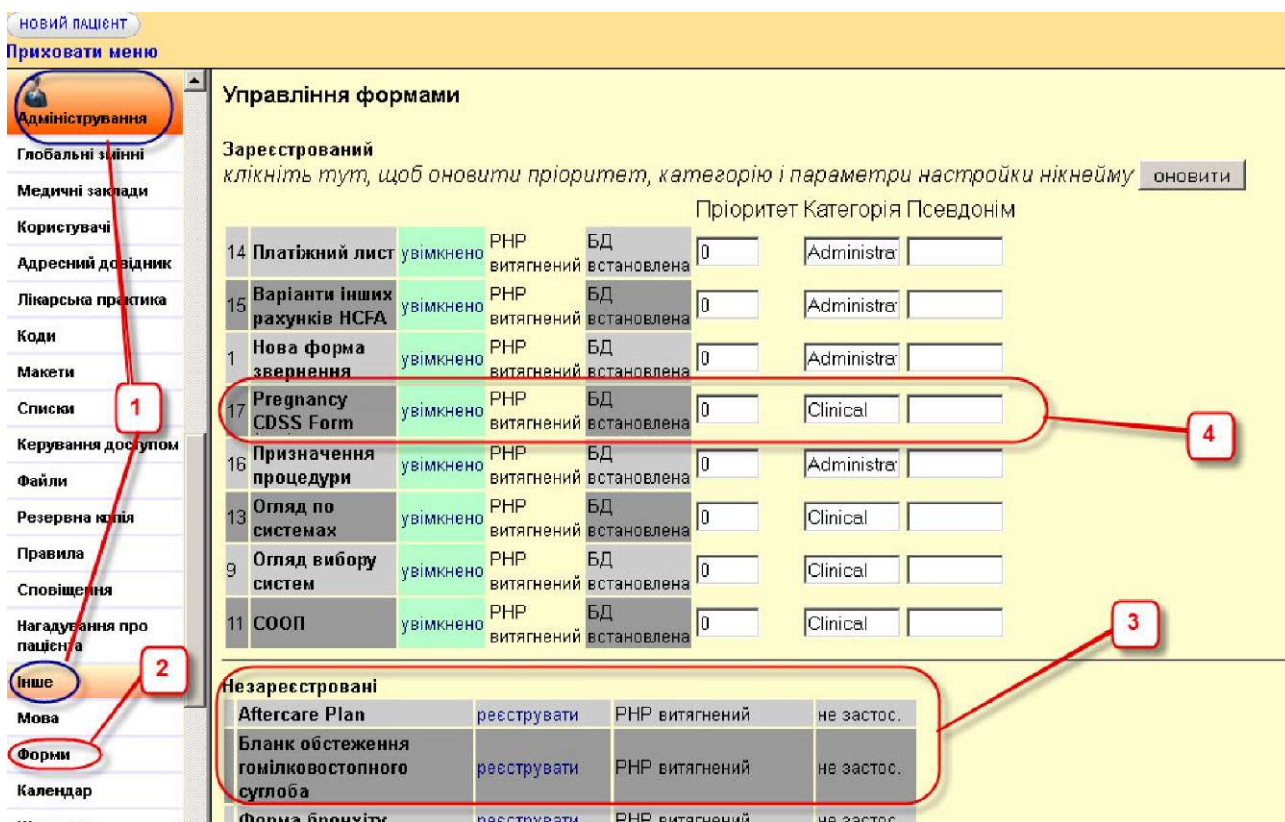 новий пацієнт
Приховати меню
Адміністрування
Глобальні змінні
Медичні заклади
Користувачі
Адресний довідник
Лікарська практика
Коди
Макети
Списки
Керування доступом
Файли
Резервна копія
Правила
Сповіщення
Нагадування про
пацієнта
Інше
Мова
Форми
Календар
1
2
Управління формами
Зареєстрований
клікніть тут, щоб оновити пріоритет, категорію і параметри настройки нікнейму оновити
Пріоритет Категорія Псевдонім
14 Платіжний лист увімкнено PHP витягнений БД встановлена 0 Administra
15 Варіанти інших рахунків HCFA увімкнено PHP витягнений БД встановлена 0 Administra
1 Нова форма звернення увімкнено PHP витягнений БД встановлена 0 Administra
17 Pregnancy CDSS Form увімкнено PHP витягнений БД встановлена 0 Clinical
16 Призначення процедури увімкнено PHP витягнений БД встановлена 0 Administra
13 Огляд по системах увімкнено PHP витягнений БД встановлена 0 Clinical
9 Огляд вибору систем увімкнено PHP витягнений БД встановлена 0 Clinical
11 СООП увімкнено PHP витягнений БД встановлена 0 Clinical
4
3
Незареєстровані
Aftercare Plan реєструвати PHP витягнений не застос.
Бланк обстеження гомілковостопного суглоба реєструвати PHP витягнений не застос.
Форма бронхіту реєструвати PHP витягнений не застос.